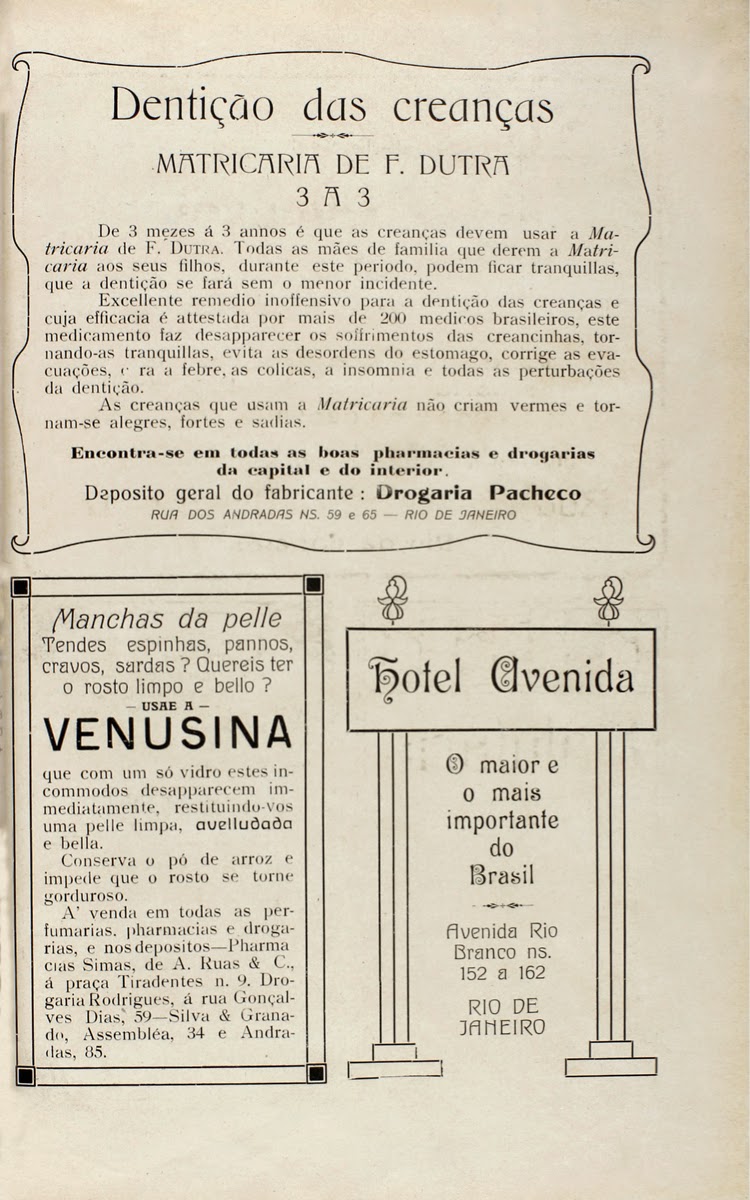 Dentição das creanças
MATRICARIA DE F. DUTRA
3 A 3
De 3 mezes á 3 annos é que as creanças devem usar a Ma-
tricaria de F. DUTRA. Todas as mães de familia que derem a Matri-
caria aos seus filhos, durante este periodo, podem ficar tranquillas,
que a dentição se fará sem o menor incidente.
Excellente remedio inoffensivo para a dentição das creanças e
cuja efficacia é attestada por mais de 200 medicos brasileiros, este
medicamento faz desapparecer os soffrimentos das creancinhas, tor-
nando-as tranquillas, evita as desordens do estomago, corrige as eva-
cuações, ra a febre, as colicas, a insomnia e todas as perturbações
da dentição.
As creanças que usam a Matricaria não criam vermes e tor-
nam-se alegres, fortes e sadias.
Encontra-se em todas as boas pharmacias e drogarias
da capital e do interior.
Deposito geral do fabricante : Drogaria Pacheco
RUA DOS ANDRADAS NS. 59 e 65 — RIO DE JANEIRO
Manchas da pelle
Tendes espinhas, pannos,
cravos, sardas ? Quereis ter
o rosto limpo e bello ?
— USAE A —
VENUSINA
que com um só vidro estes in-
commodos desapparecem im-
mediatamente, restituindo-vos
uma pelle limpa, avelludada
e bella.
Conserva o pó de arroz e
impede que o rosto se torne
gorduroso.
A' venda em todas as per-
fumarias. pharmacias e droga-
rias, e nos depositos—Pharma
cias Simas, de A. Ruas & C.,
á praça Tiradentes n. 9. Dro-
garia Rodrigues, á rua Gonçal-
ves Dias, 59—Silva & Grana-
do, Assembléa, 34 e Andra-
das, 85.
Hotel Avenida
O maior e
o mais
importante
do
Brasil
Avenida Rio
Branco ns.
152 a 162
RIO DE
JANEIRO